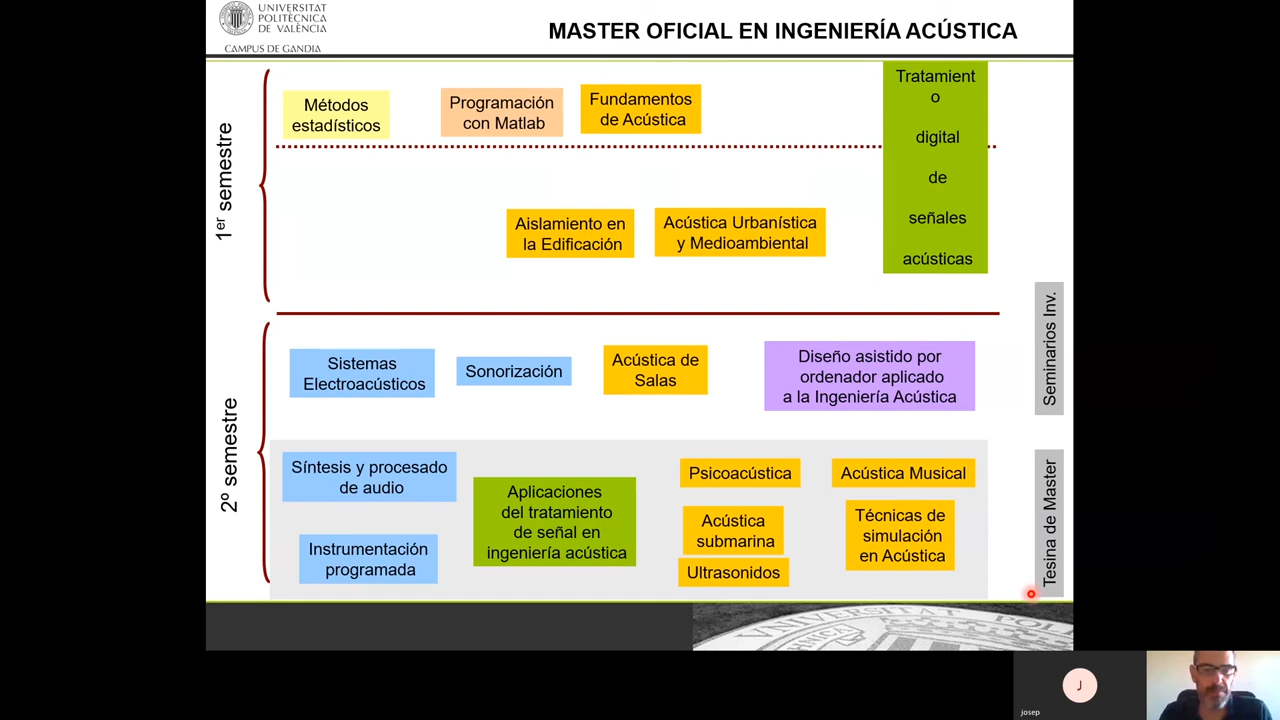 UNIVERSITAT
POLITÈCNICA
DE VALÈNCIA
CAMPUS DE GANDIA
MASTER OFICIAL EN INGENIERÍA ACÚSTICA
1er semestre
Métodos
estadísticos
Programación
con Matlab
Fundamentos
de Acústica
Tratamient
o
digital
de
señales
acústicas
Aislamiento en
la Edificación
Acústica Urbanística
y Medioambiental
Seminarios Inv.
2º semestre
Sistemas
Electroacústicos
Sonorización
Acústica de
Salas
Diseño asistido por
ordenador aplicado
a la Ingeniería Acústica
Síntesis y procesado
de audio
Instrumentación
programada
Aplicaciones
del tratamiento
de señal en
ingeniería acústica
Psicoacústica
Acústica
submarina
Ultrasonidos
Acústica Musical
Técnicas de
simulación
en Acústica
Tesina de Master
UNIVERSITAT
J
josep